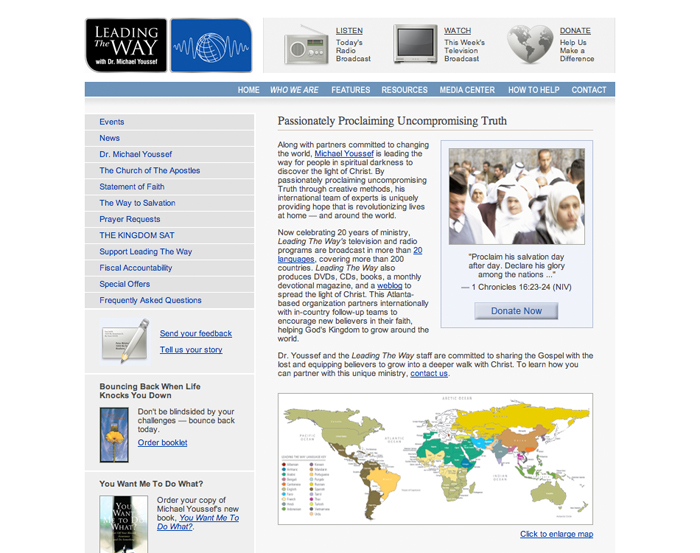 LEADING
The WAY
with Dr. Michael Youssef
LISTEN
Today's
Radio
Broadcast
WATCH
This Week's
Television
Broadcast
DONATE
Help Us
Make a
Difference
HOME WHO WE ARE FEATURES RESOURCES MEDIA CENTER HOW TO HELP CONTACT
Events
News
Dr. Michael Youssef
The Church of The Apostles
Statement of Faith
The Way to Salvation
Prayer Requests
THE KINGDOM SAT
Support Leading The Way
Fiscal Accountability
Special Offers
Frequently Asked Questions
Send your feedback
Tell us your story
Bouncing Back When Life
Knocks You Down
Don't be blindsided by your
challenges — bounce back
today.
Order booklet
You Want Me To Do What?
YOU
WANT
ME TO DO
WHAT?
Order your copy of
Michael Youssef's new
book, You Want Me To
Do What?.
Passionately Proclaiming Uncompromising Truth
Along with partners committed to changing
the world, Michael Youssef is leading the
way for people in spiritual darkness to
discover the light of Christ. By
passionately proclaiming uncompromising
Truth through creative methods, his
international team of experts is uniquely
providing hope that is revolutionizing lives
at home — and around the world.
Now celebrating 20 years of ministry,
Leading The Way's television and radio
programs are broadcast in more than 20
languages, covering more than 200
countries. Leading The Way also
produces DVDs, CDs, books, a monthly
devotional magazine, and a weblog to
spread the light of Christ. This Atlanta-
based organization partners internationally
with in-country follow-up teams to
encourage new believers in their faith,
helping God's Kingdom to grow around the
world.
"Proclaim his salvation day
after day. Declare his glory
among the nations ..."
— 1 Chronicles 16:23-24 (NIV)
Donate Now
Dr. Youssef and the Leading The Way staff are committed to sharing the Gospel with the
lost and equipping believers to grow into a deeper walk with Christ. To learn how you
can partner with this unique ministry, contact us.
ARCTIC OCEAN
PACIFIC
OCEAN
ATLANTIC
OCEAN
Click to enlarge map